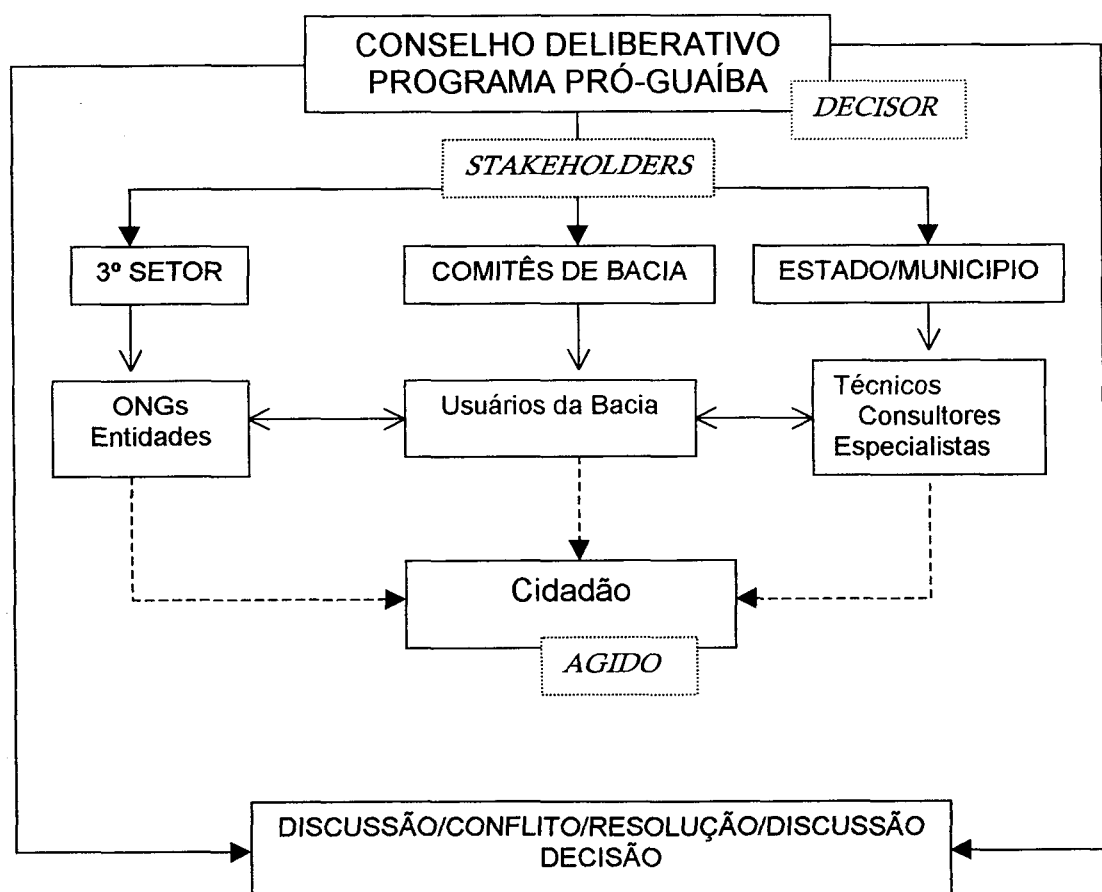 CONSELHO DELIBERATIVO
PROGRAMA PRÓ-GUAÍBA
DECISOR
STAKEHOLDERS
3º SETOR
COMITÊS DE BACIA
ESTADO/MUNICIPIO
ONGs
Entidades
Usuários da Bacia
Técnicos
Consultores
Especialistas
Cidadão
AGIDO
DISCUSSÃO/CONFLITO/RESOLUÇÃO/DISCUSSÃO
DECISÃO